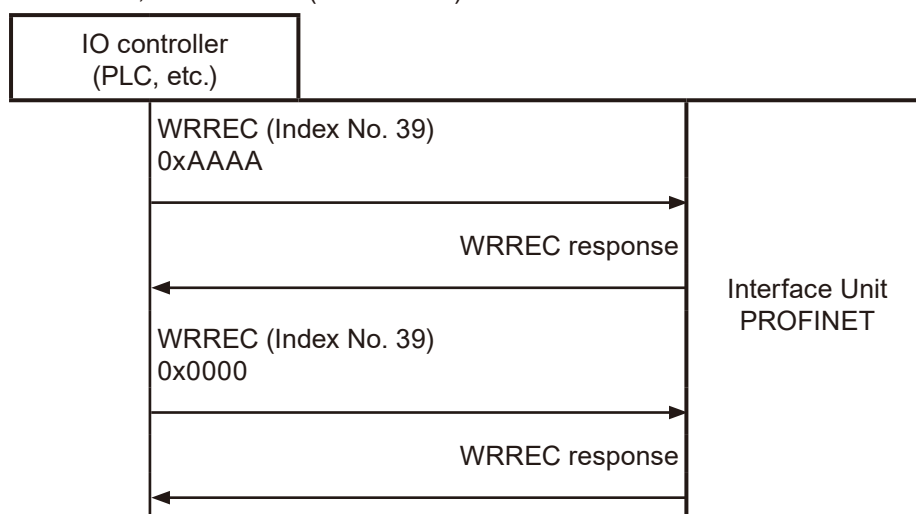 IO controller
(PLC, etc.)
WRREC (Index No. 39)
0xAAAA
WRREC response
Interface Unit
PROFINET
WRREC (Index No. 39)
0x0000
WRREC response